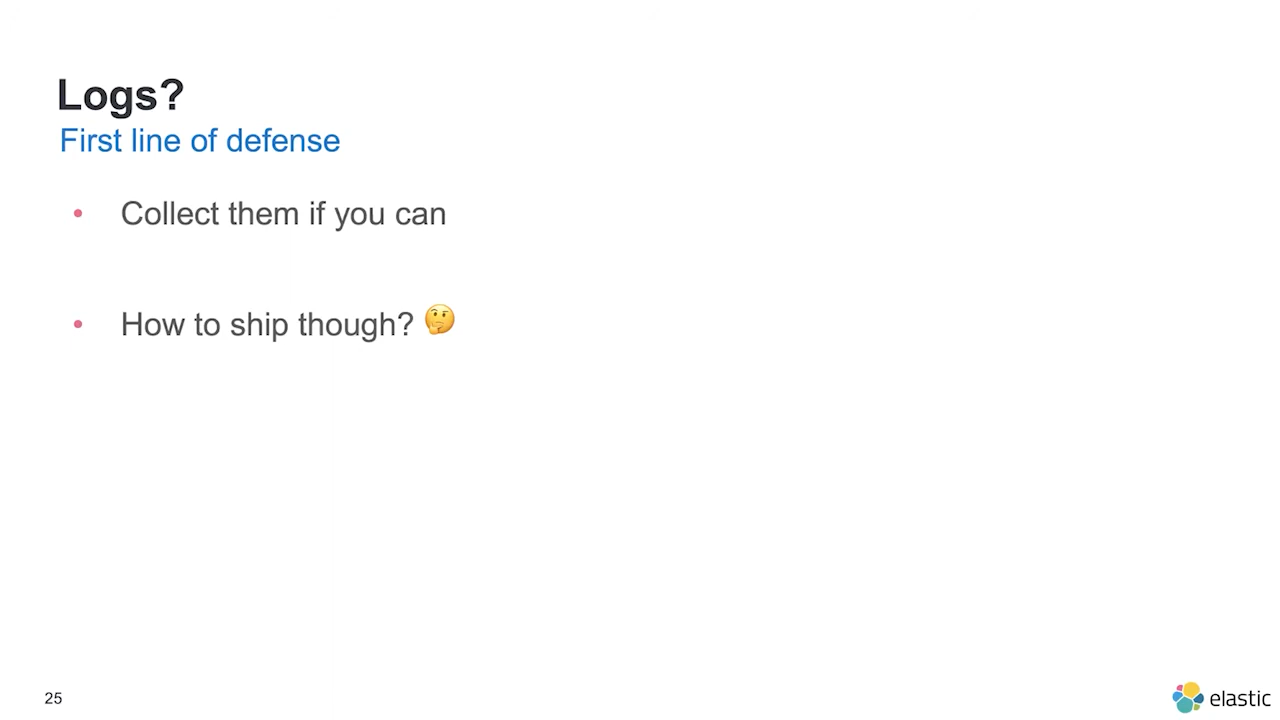 Logs?
First line of defense
• Collect them if you can
• How to ship though? 🤔
25
elastic